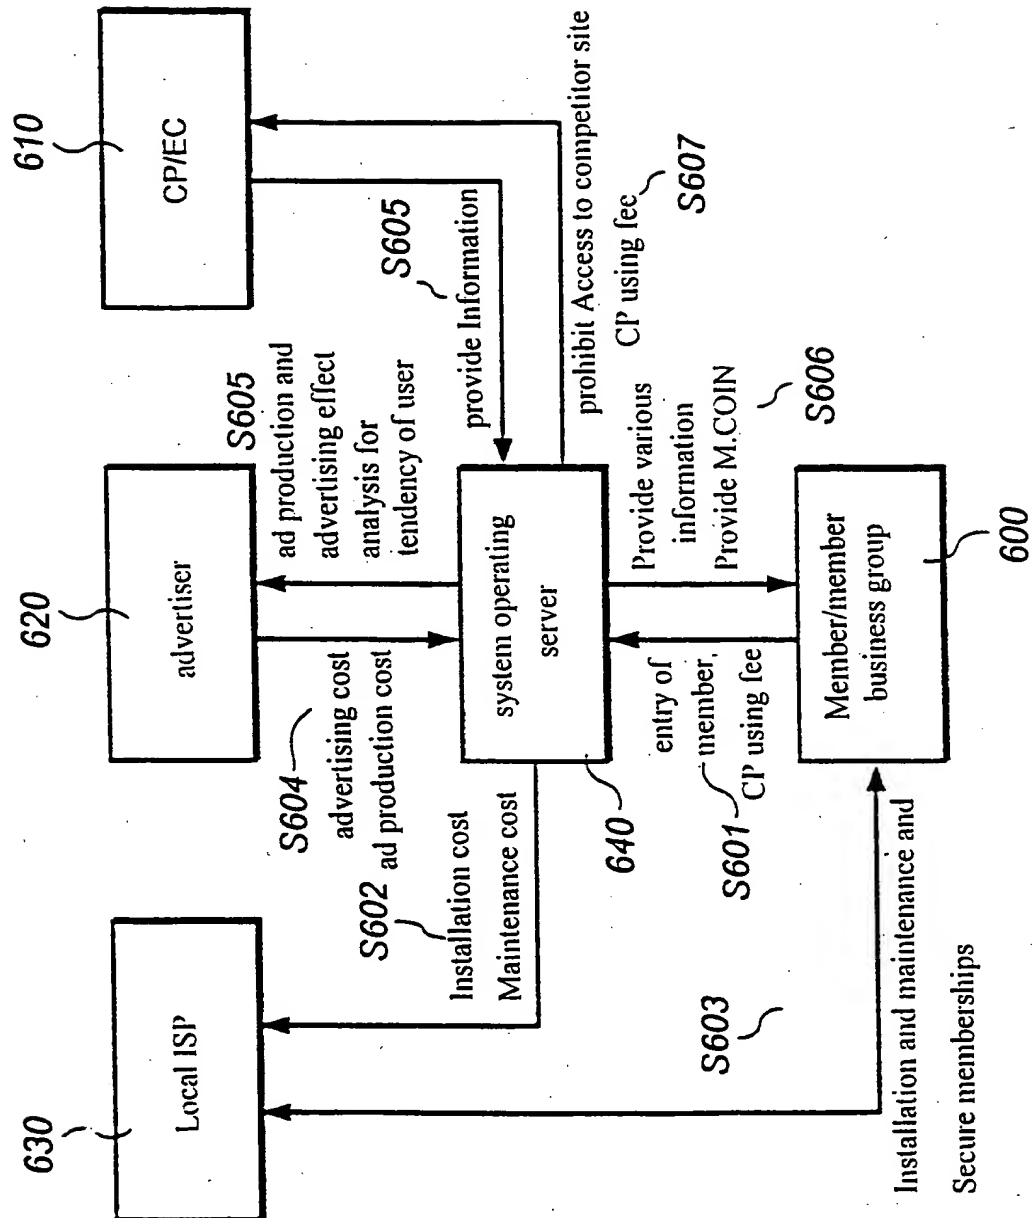 630
Local ISP
620
advertiser
610
CP/EC
S604
advertising cost
ad production cost
S605
ad production and
advertising effect
analysis for
tendency of user
S605
provide Information
S602
Installation cost
Maintenance cost
system operating
server
640
prohibit Access to competitor site
CP using fee
S607
S601
entry of
member,
CP using fee
Provide various
information
Provide M.COIN
S606
S603
Installation and maintenance and
Secure memberships
Member/member
business group
600